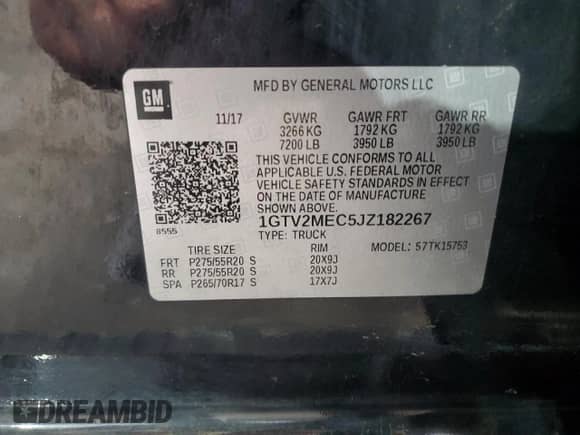 GM
MFD BY GENERAL MOTORS LLC
11/17 GVWR GAWR FRT GAWR RR
3266 KG 1792 KG 1792 KG
7200 LB 3950 LB 3950 LB
THIS VEHICLE CONFORMS TO ALL
APPLICABLE U.S. FEDERAL MOTOR
VEHICLE SAFETY STANDARDS IN EFFECT
ON THE DATE OF MANUFACTURE
SHOWN ABOVE.
1GTV2MEC5JZ182267
8555 TYPE: TRUCK
TIRE SIZE RIM MODEL: 57TK15753
FRT P275/55R20 S 20X9J
RR P275/55R20 S 20X9J
SPA P265/70R17 S 17X7J
DREAMBID